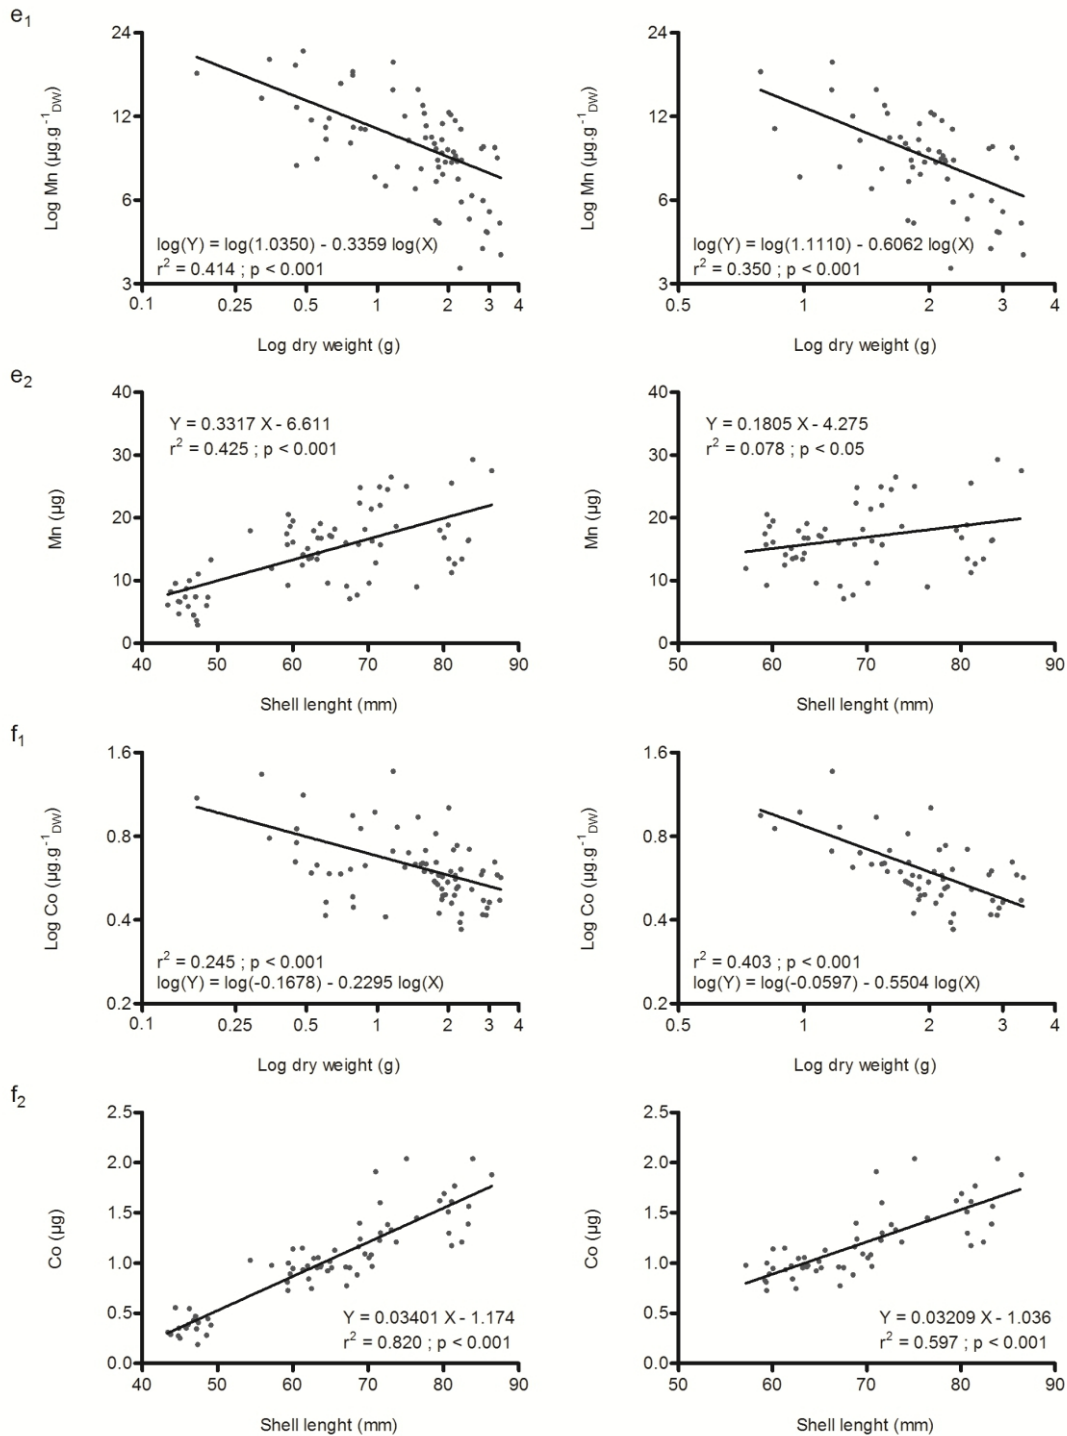 e1
24
12
6
3
Log Mn (µg.g-1DW)
log(Y) = log(1.0350) - 0.3359 log(X)
r2 = 0.414 ; p < 0.001
0.1 0.25 0.5 1 2 3 4
Log dry weight (g)
24
12
6
3
Log Mn (µg.g-1DW)
log(Y) = log(1.1110) - 0.6062 log(X)
r2 = 0.350 ; p < 0.001
0.5 1 2 3 4
Log dry weight (g)
e2
40
30
20
10
0
Mn (µg)
Y = 0.3317 X - 6.611
r2 = 0.425 ; p < 0.001
40 50 60 70 80 90
Shell lenght (mm)
40
30
20
10
0
Mn (µg)
Y = 0.1805 X - 4.275
r2 = 0.078 ; p < 0.05
50 60 70 80 90
Shell lenght (mm)
f1
1.6
0.8
0.4
0.2
Log Co (µg.g-1DW)
r2 = 0.245 ; p < 0.001
log(Y) = log(-0.1678) - 0.2295 log(X)
0.1 0.25 0.5 1 2 3 4
Log dry weight (g)
1.6
0.8
0.4
0.2
Log Co (µg.g-1DW)
r2 = 0.403 ; p < 0.001
log(Y) = log(-0.0597) - 0.5504 log(X)
0.5 1 2 3 4
Log dry weight (g)
f2
2.5
2.0
1.5
1.0
0.5
0.0
Co (µg)
Y = 0.03401 X - 1.174
r2 = 0.820 ; p < 0.001
40 50 60 70 80 90
Shell lenght (mm)
2.5
2.0
1.5
1.0
0.5
0.0
Co (µg)
Y = 0.03209 X - 1.036
r2 = 0.597 ; p < 0.001
50 60 70 80 90
Shell lenght (mm)